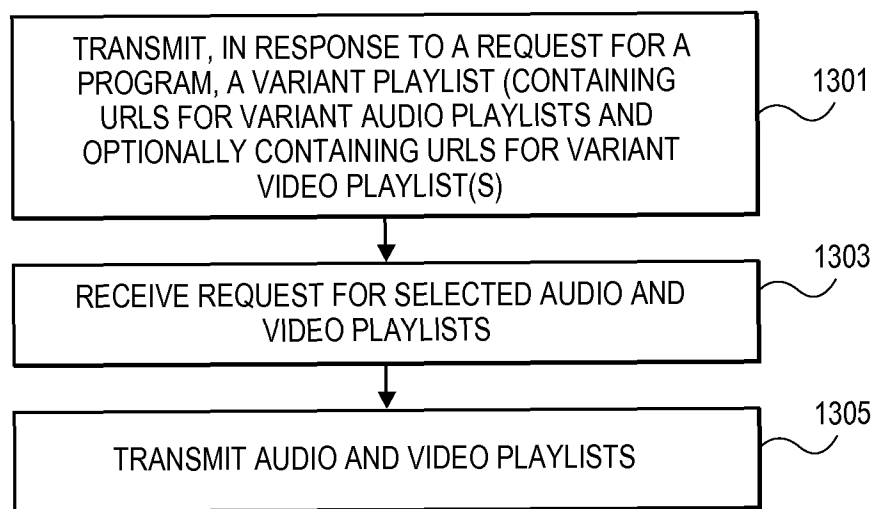 TRANSMIT, IN RESPONSE TO A REQUEST FOR A
PROGRAM, A VARIANT PLAYLIST (CONTAINING
URLS FOR VARIANT AUDIO PLAYLISTS AND
OPTIONALLY CONTAINING URLS FOR VARIANT
VIDEO PLAYLIST(S)
1301
RECEIVE REQUEST FOR SELECTED AUDIO AND
VIDEO PLAYLISTS
1303
TRANSMIT AUDIO AND VIDEO PLAYLISTS
1305